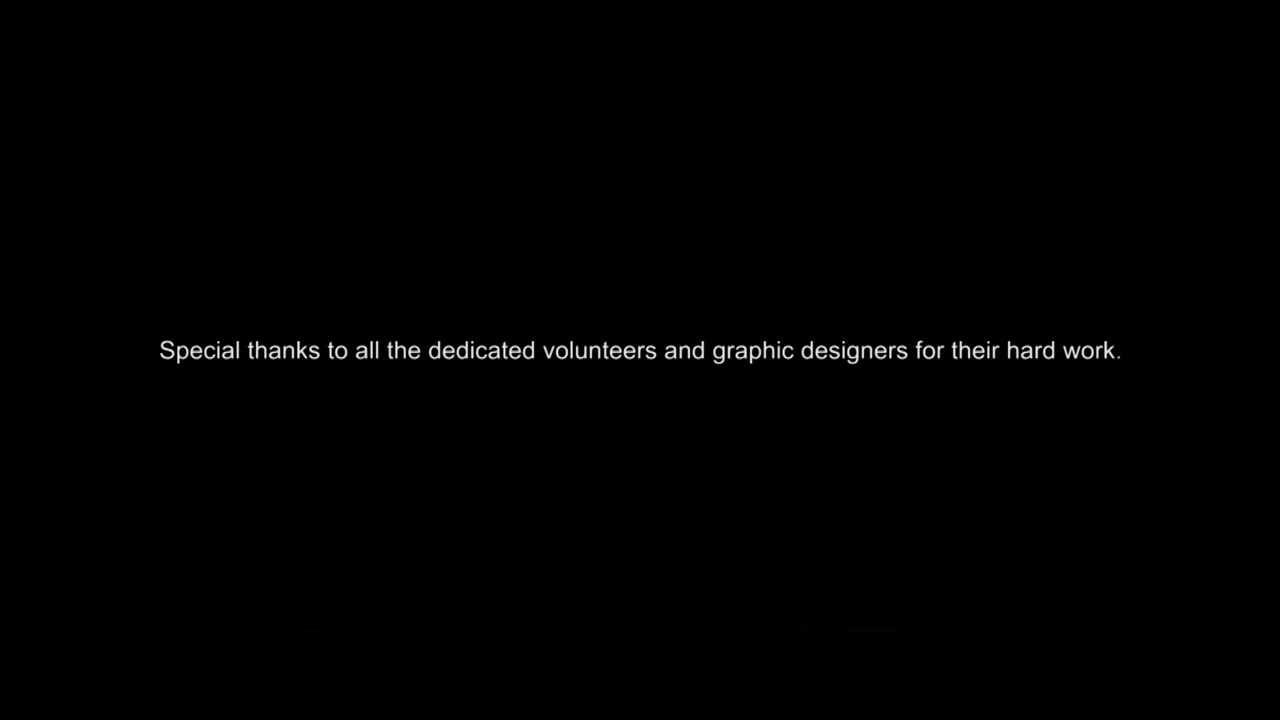 Special thanks to all the dedicated volunteers and graphic designers for their hard work.